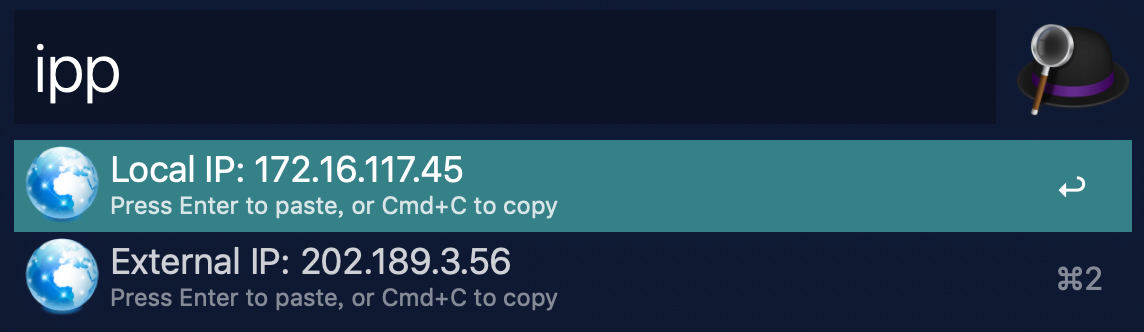 ipp
Local IP: 172.16.117.45
Press Enter to paste, or Cmd+C to copy
↩
External IP: 202.189.3.56
Press Enter to paste, or Cmd+C to copy
⌘2